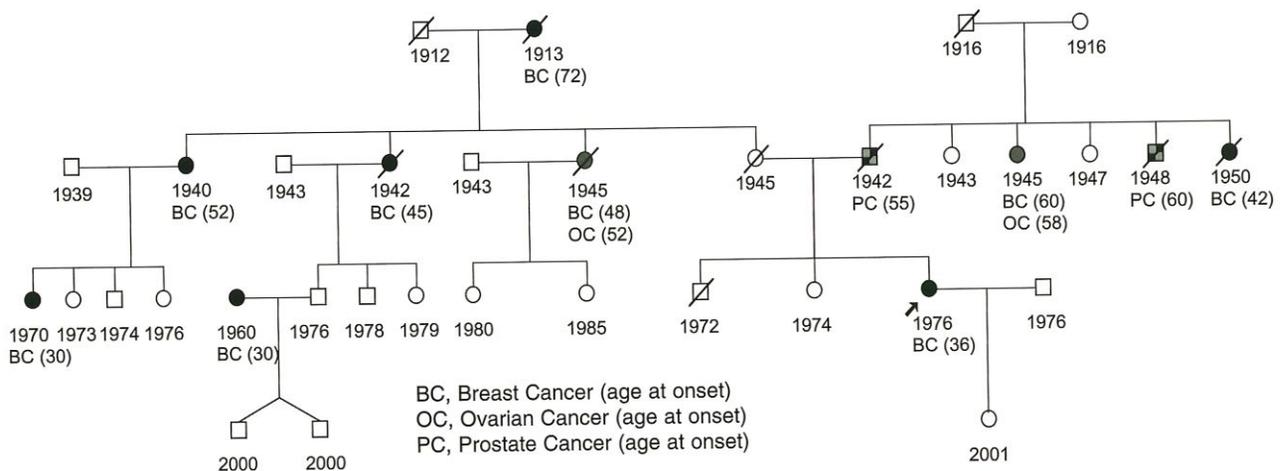 1912
1913
BC (72)
1916
1916
1939
1940
BC (52)
1943
1942
BC (45)
1943
1945
BC (48)
OC (52)
1945
1942
PC (55)
1943
1945
BC (60)
OC (58)
1947
1948
PC (60)
1950
BC (42)
1970
BC (30)
1973
1974
1976
1960
BC (30)
1976
1978
1979
1980
1985
1972
1974
1976
BC (36)
1976
BC, Breast Cancer (age at onset)
OC, Ovarian Cancer (age at onset)
PC, Prostate Cancer (age at onset)
2000
2000
2001